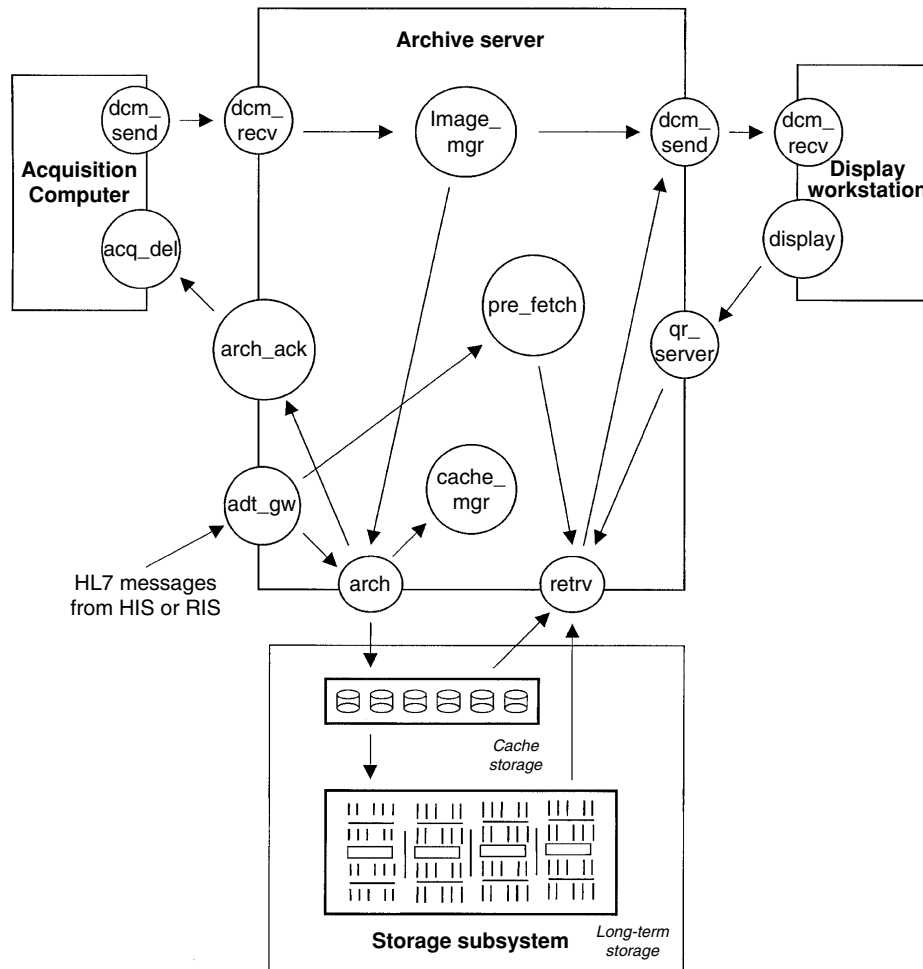 Archive server
dcm_
send
dcm_
recv
Image_
mgr
dcm_
send
dcm_
recv
Acquisition
Computer
Display
workstation
acq_del
display
pre_fetch
arch_ack
qr_
server
cache_
mgr
adt_gw
HL7 messages
from HIS or RIS
arch
retrv
Cache
storage
Long-term
storage
Storage subsystem